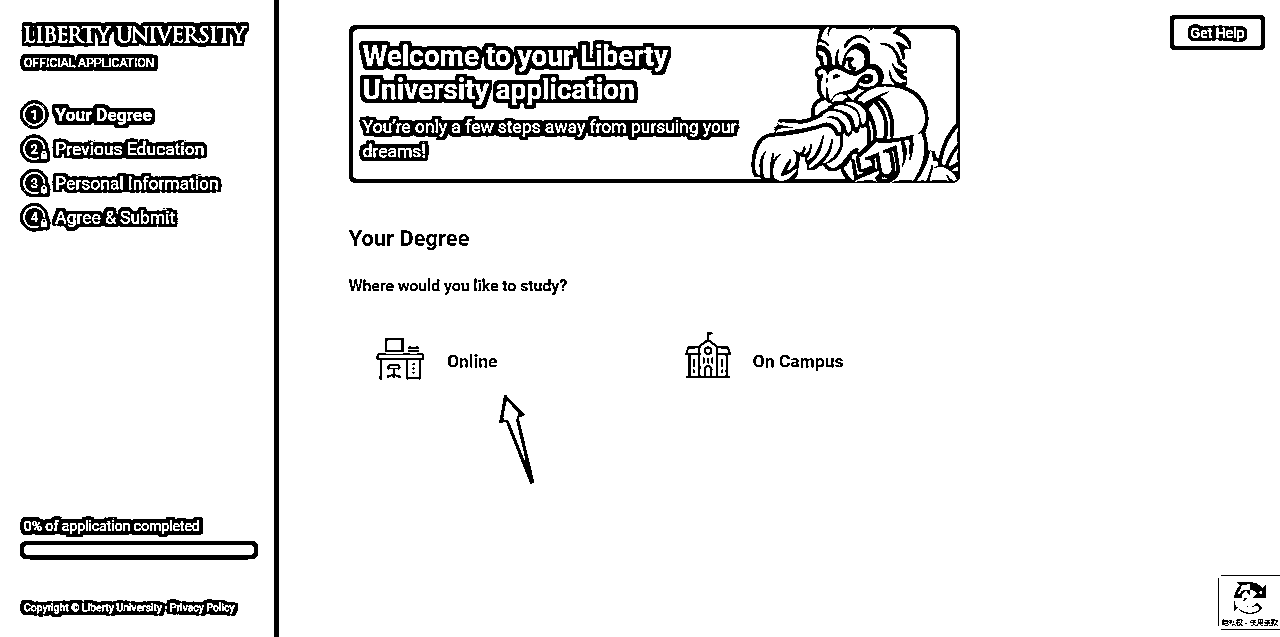 LIBERTY UNIVERSITY
OFFICIAL APPLICATION
1 Your Degree
2 Previous Education
3 Personal Information
4 Agree & Submit
0% of application completed
Copyright © Liberty University | Privacy Policy
Welcome to your Liberty
University application
You're only a few steps away from pursuing your
dreams!
LU
Your Degree
Where would you like to study?
Online
On Campus
Get Help